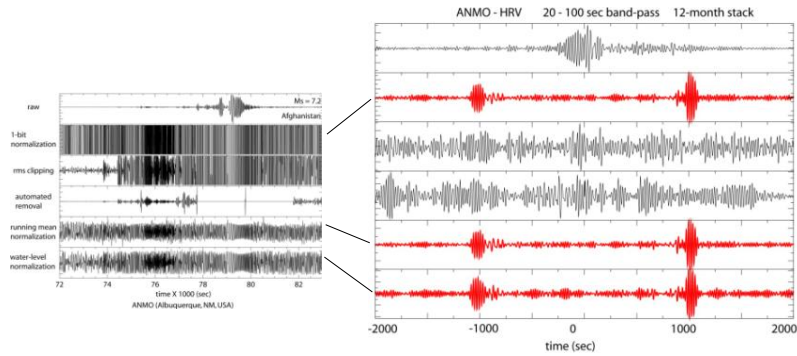 ANMO - HRV 20 - 100 sec band-pass 12-month stack
raw
Ms = 7.2
Afghanistan
1-bit
normalization
rms clipping
automated
removal
running mean
normalization
water-level
normalization
72 74 76 78 80 82
time X 1000 (sec)
ANMO (Albuquerque, NM, USA)
-2000 -1000 0 1000 2000
time (sec)